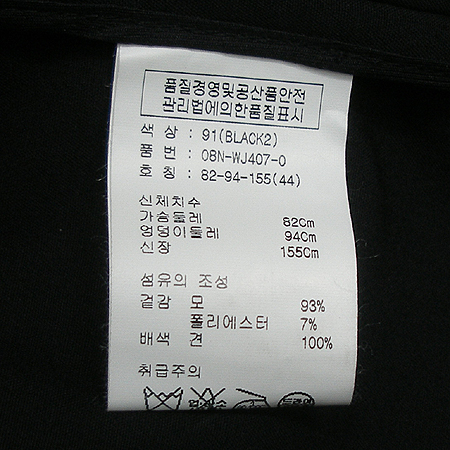 품질경영및공산품안전
관리법에의한품질표시
색 상 : 91(BLACK2)
품 번 : 08N-WJ407-0
호 칭 : 82-94-155(44)
신체치수
가슴둘레 82Cm
엉덩이둘레 94Cm
신장 155Cm
섬유의 조성
겉감 모 93%
폴리에스터 7%
배색 견 100%
취급주의